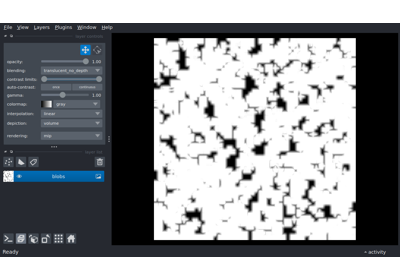 File View Layers Plugins Window Help
opacity: 1.00
blending: translucent_no_depth
contrast limits:
auto-contrast: once continuous
gamma: 1.00
colormap: gray
interpolation: linear
depiction: volume
rendering: mip
blobs
Ready activity